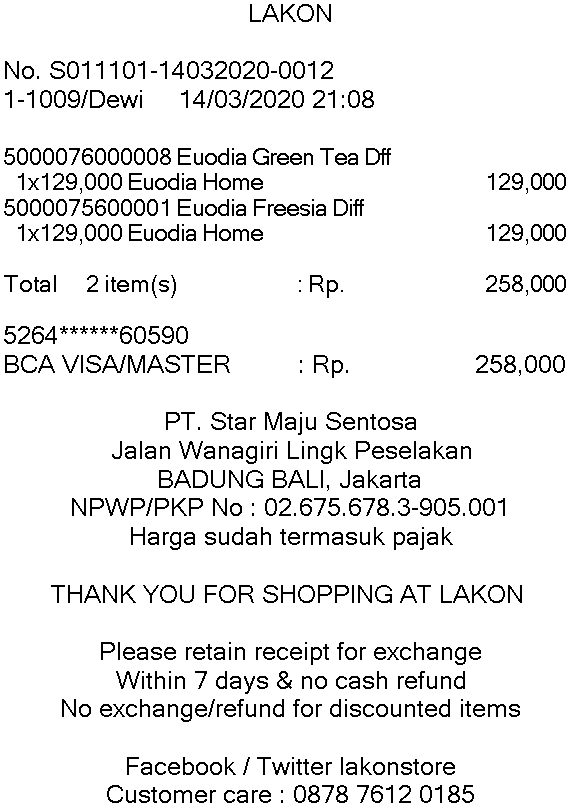 LAKON
No. S011101-14032020-0012
1-1009/Dewi 14/03/2020 21:08
5000076000008 Euodia Green Tea Dff
1x129,000 Euodia Home 129,000
5000075600001 Euodia Freesia Diff
1x129,000 Euodia Home 129,000
Total 2 item(s) : Rp. 258,000
5264******60590
BCA VISA/MASTER : Rp. 258,000
PT. Star Maju Sentosa
Jalan Wanagiri Lingk Peselakan
BADUNG BALI, Jakarta
NPWP/PKP No : 02.675.678.3-905.001
Harga sudah termasuk pajak
THANK YOU FOR SHOPPING AT LAKON
Please retain receipt for exchange
Within 7 days & no cash refund
No exchange/refund for discounted items
Facebook / Twitter lakonstore
Customer care : 0878 7612 0185